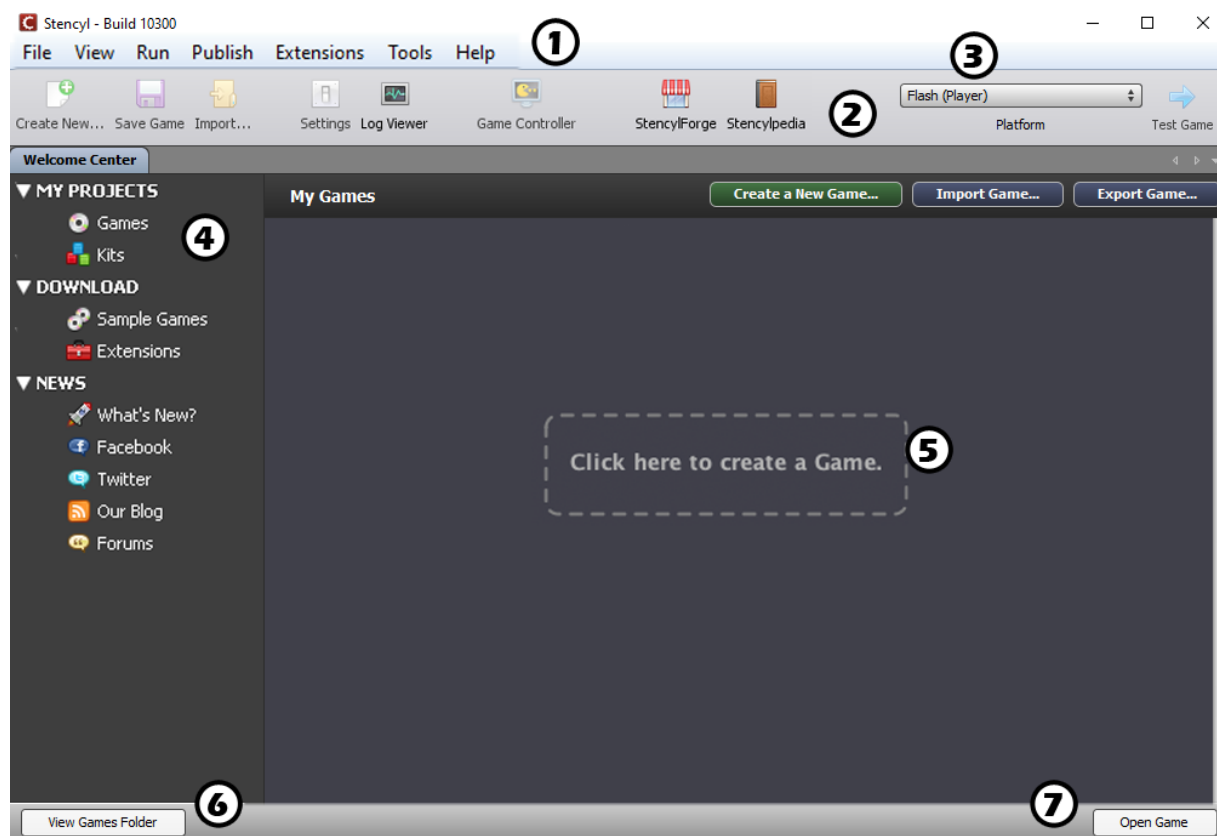 Stencyl - Build 10300
File View Run Publish Extensions Tools Help 1
3
Flash (Player)
Create New... Save Game Import... Settings Log Viewer Game Controller StencylForge Stencylpedia 2 Platform Test Game
Welcome Center
MY PROJECTS
Games
4
Kits
DOWNLOAD
Sample Games
Extensions
NEWS
What's New?
Facebook
Twitter
Our Blog
Forums
My Games Create a New Game... Import Game... Export Game...
Click here to create a Game. 5
6
View Games Folder
7
Open Game